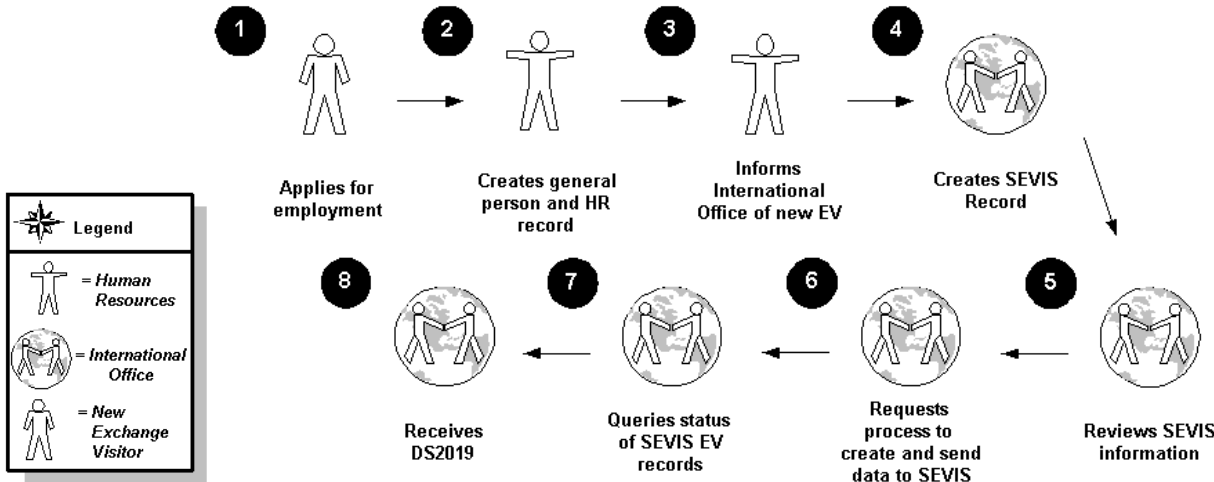 1
2
3
4
Applies for
employment
Creates general
person and HR
record
Informs
International
Office of new EV
Creates SEVIS
Record
Legend
= Human
Resources
= International
Office
= New
Exchange
Visitor
8
7
6
5
Receives
DS2019
Queries status
of SEVIS EV
records
Requests
process to
create and send
data to SEVIS
Reviews SEVIS
information